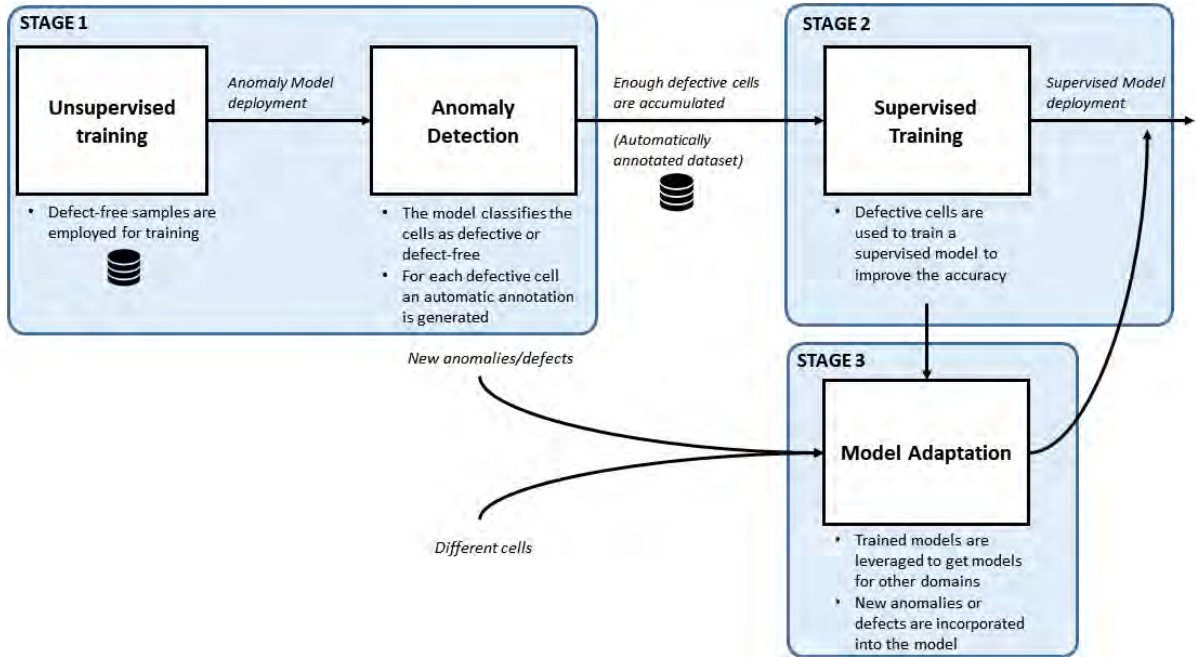 STAGE 1
Unsupervised
training
• Defect-free samples are
employed for training
Anomaly Model
deployment
Anomaly
Detection
• The model classifies the
cells as defective or
defect-free
• For each defective cell
an automatic annotation
is generated
Enough defective cells
are accumulated
(Automatically
annotated dataset)
STAGE 2
Supervised
Training
• Defective cells are
used to train a
supervised model to
improve the accuracy
Supervised Model
deployment
New anomalies/defects
Different cells
STAGE 3
Model Adaptation
• Trained models are
leveraged to get models
for other domains
• New anomalies or
defects are incorporated
into the model